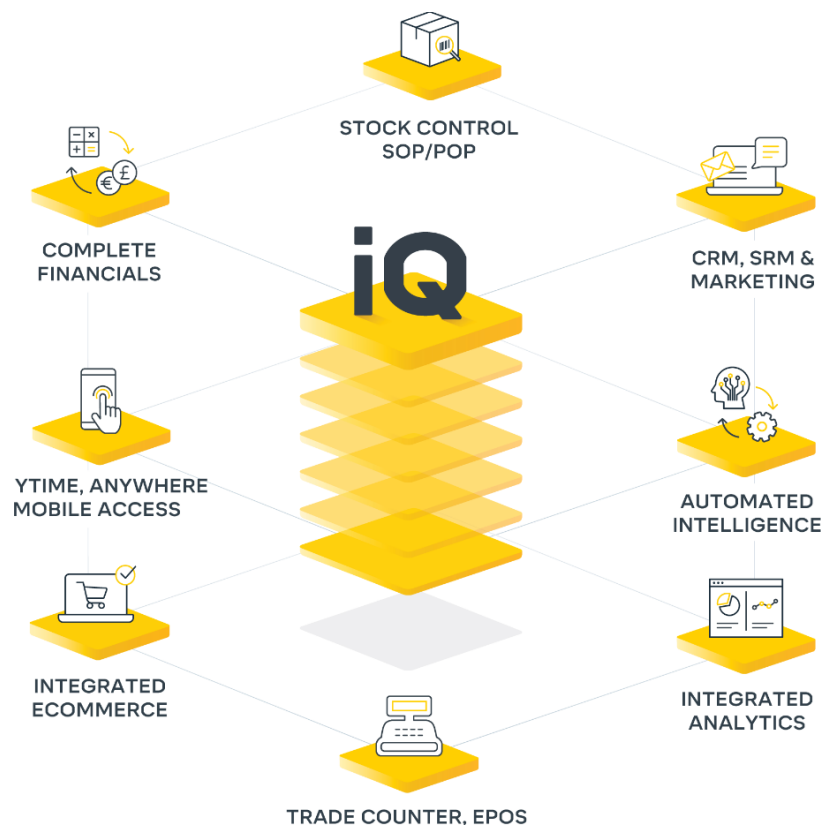 STOCK CONTROL
SOP/POP
COMPLETE
FINANCIALS
CRM, SRM &
MARKETING
iQ
YTIME, ANYWHERE
MOBILE ACCESS
AUTOMATED
INTELLIGENCE
INTEGRATED
ECOMMERCE
INTEGRATED
ANALYTICS
TRADE COUNTER, EPOS